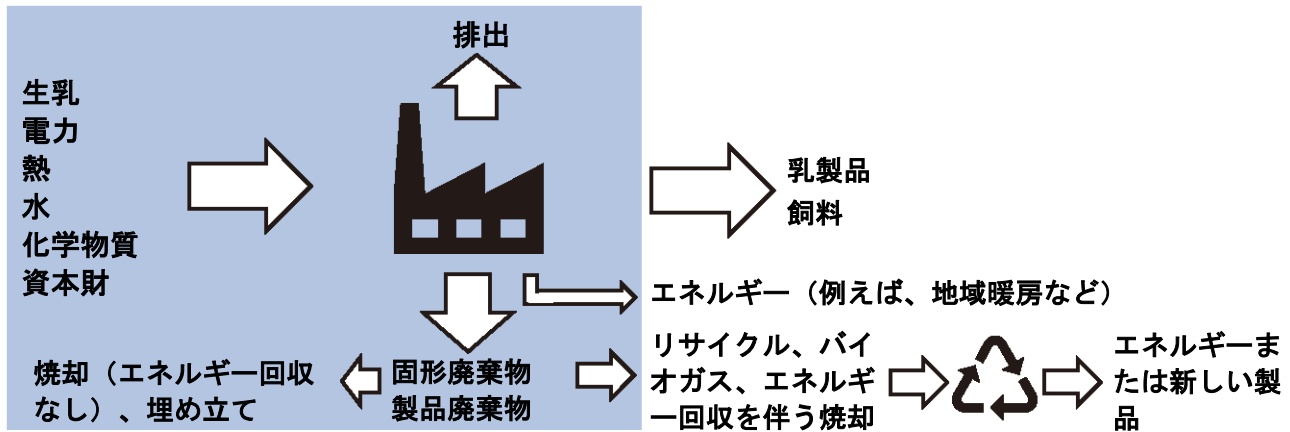 排出
生乳
電力
熱
水
化学物質
資本財
乳製品
飼料
エネルギー（例えば、地域暖房など）
焼却（エネルギー回収
なし）、埋め立て
固形廃棄物
製品廃棄物
リサイクル、バイ
オガス、エネルギ
ー回収を伴う焼却
エネルギーま
たは新しい製
品